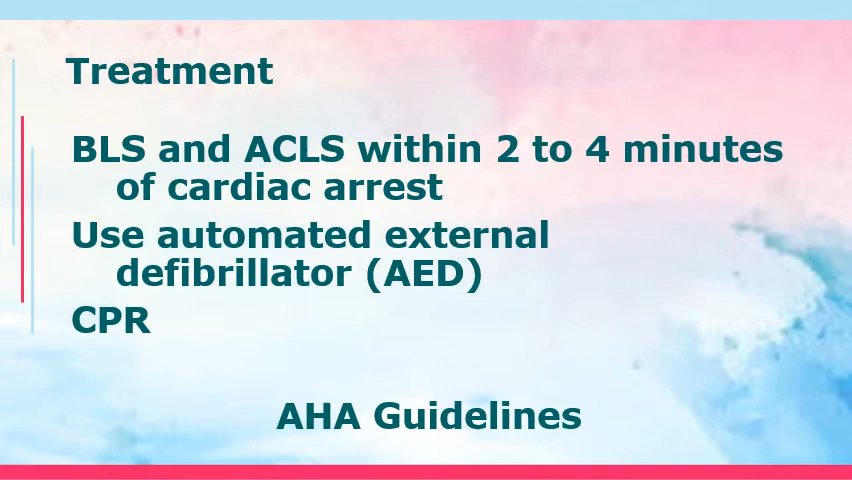 Treatment
BLS and ACLS within 2 to 4 minutes
of cardiac arrest
Use automated external
defibrillator (AED)
CPR
AHA Guidelines